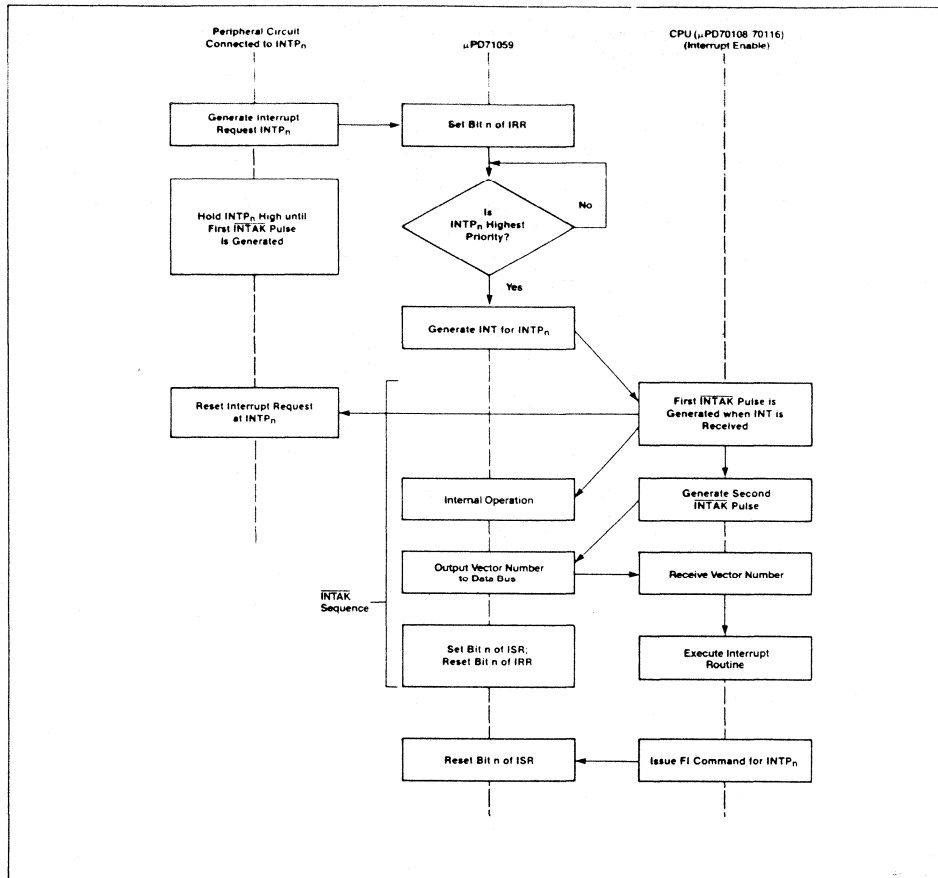 Peripheral Circuit
Connected to INTPn
μPD71059
CPU (μPD70108 70116)
(Interrupt Enable)
Generate Interrupt
Request INTPn
Set Bit n of IRR
Hold INTPn High until
First INTAK Pulse
is Generated
Is
INTPn Highest
Priority?
No
Yes
Generate INT for INTPn
Reset Interrupt Request
at INTPn
First INTAK Pulse is
Generated when INT is
Received
Internal Operation
Generate Second
INTAK Pulse
Output Vector Number
to Data Bus
Receive Vector Number
INTAK
Sequence
Set Bit n of ISR;
Reset Bit n of IRR
Execute Interrupt
Routine
Reset Bit n of ISR
Issue FI Command for INTPn